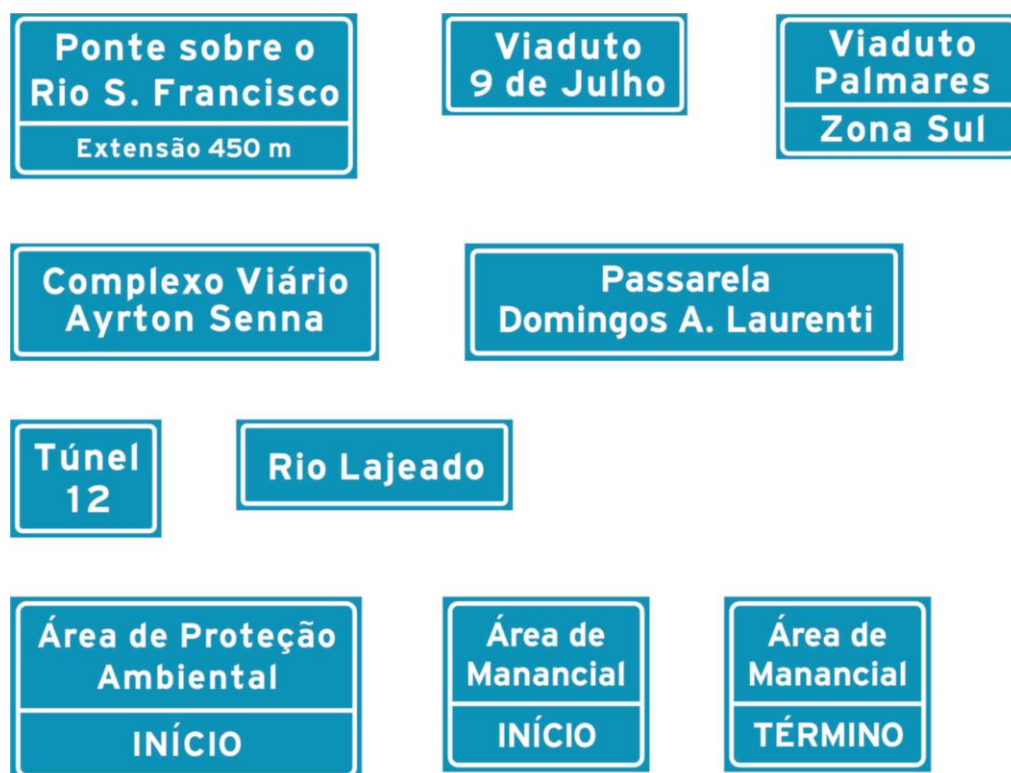 Ponte sobre o
Rio S. Francisco
Extensão 450 m
Viaduto
9 de Julho
Viaduto
Palmares
Zona Sul
Complexo Viário
Ayrton Senna
Passarela
Domingos A. Laurenti
Túnel
12
Rio Lajeado
Área de Proteção
Ambiental
INÍCIO
Área de
Manancial
INÍCIO
Área de
Manancial
TÉRMINO